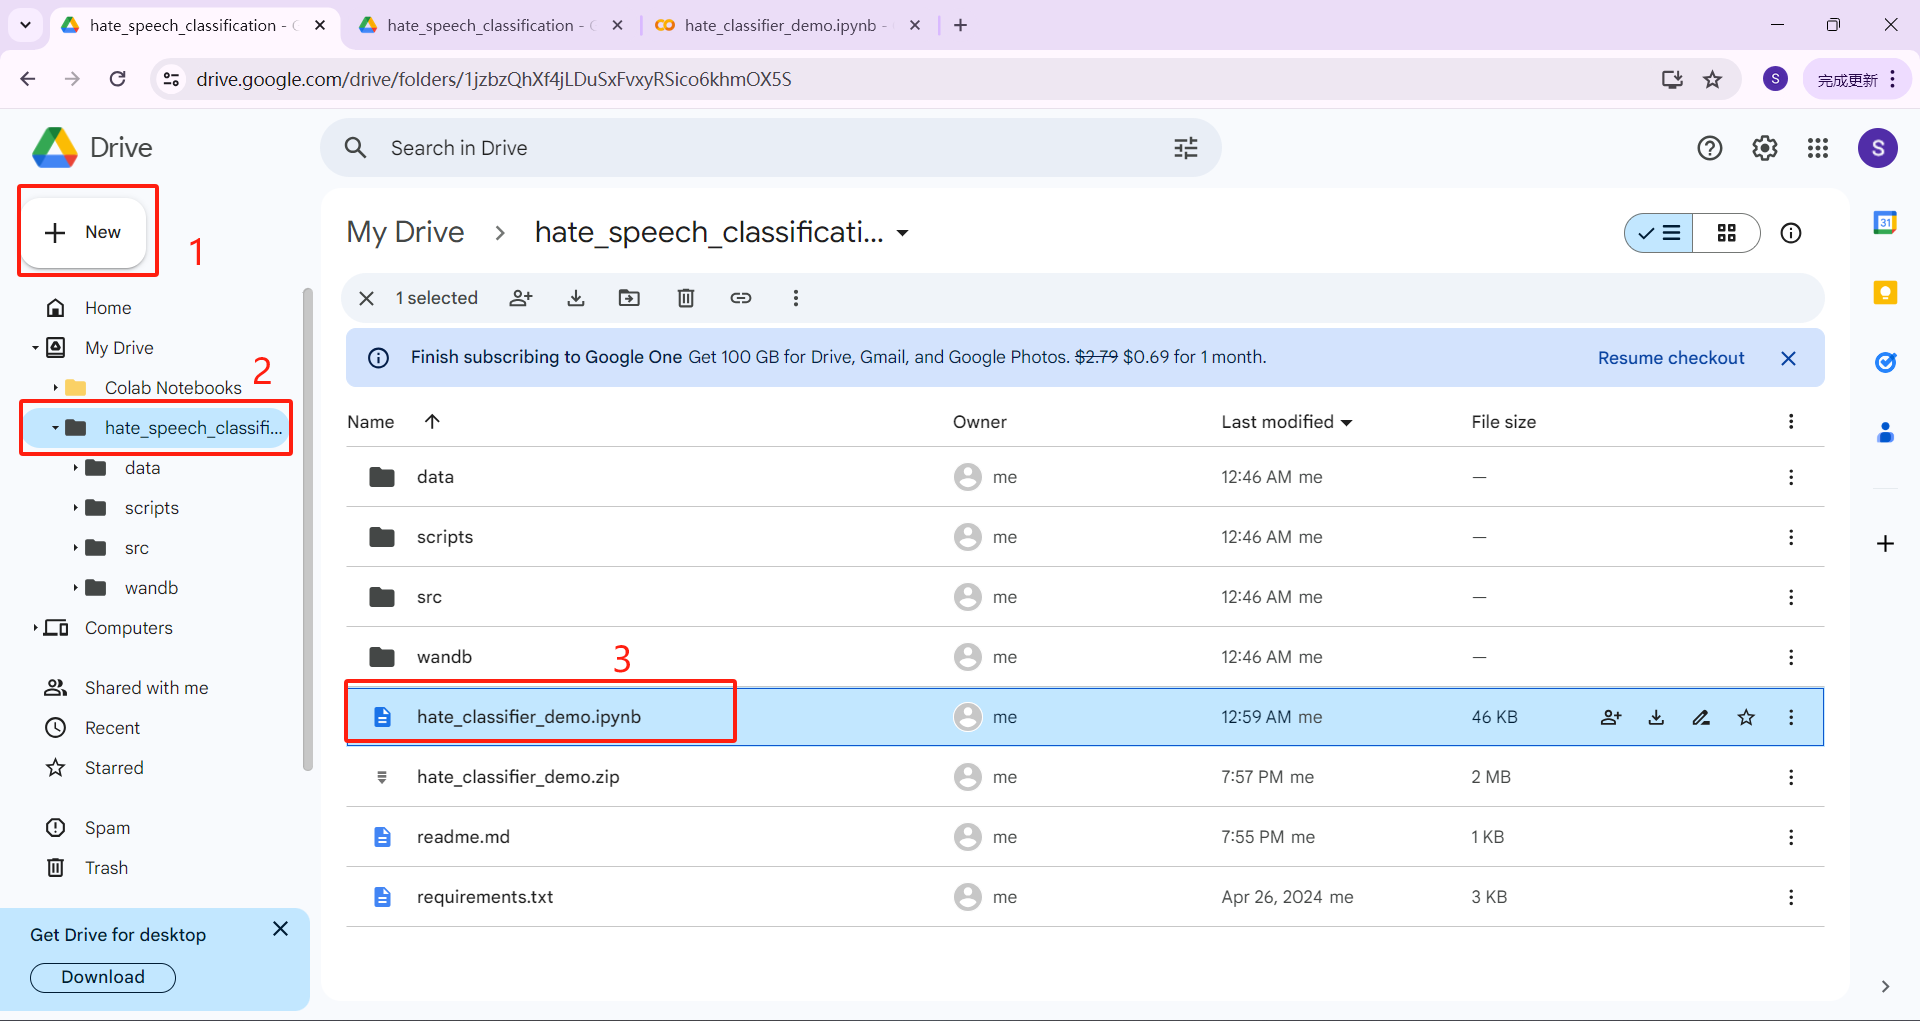 hate_speech_classification -
hate_speech_classification -
hate_classifier_demo.ipynb -
drive.google.com/drive/folders/1jzbzQhXf4jLDuSxFvxyRSico6khmOX5S
S
完成更新
Drive
Search in Drive
S
New
1
My Drive
hate_speech_classificati...
31
1 selected
Home
My Drive
2
Colab Notebooks
hate_speech_classifi...
data
scripts
src
wandb
Computers
Shared with me
Recent
Starred
Spam
Trash
Get Drive for desktop
Download
Finish subscribing to Google One Get 100 GB for Drive, Gmail, and Google Photos. $2.79 $0.69 for 1 month.
Resume checkout
Name Owner Last modified File size
data me 12:46 AM me —
scripts me 12:46 AM me —
src me 12:46 AM me —
wandb me 12:46 AM me —
3
hate_classifier_demo.ipynb me 12:59 AM me 46 KB
hate_classifier_demo.zip me 7:57 PM me 2 MB
readme.md me 7:55 PM me 1 KB
requirements.txt me Apr 26, 2024 me 3 KB